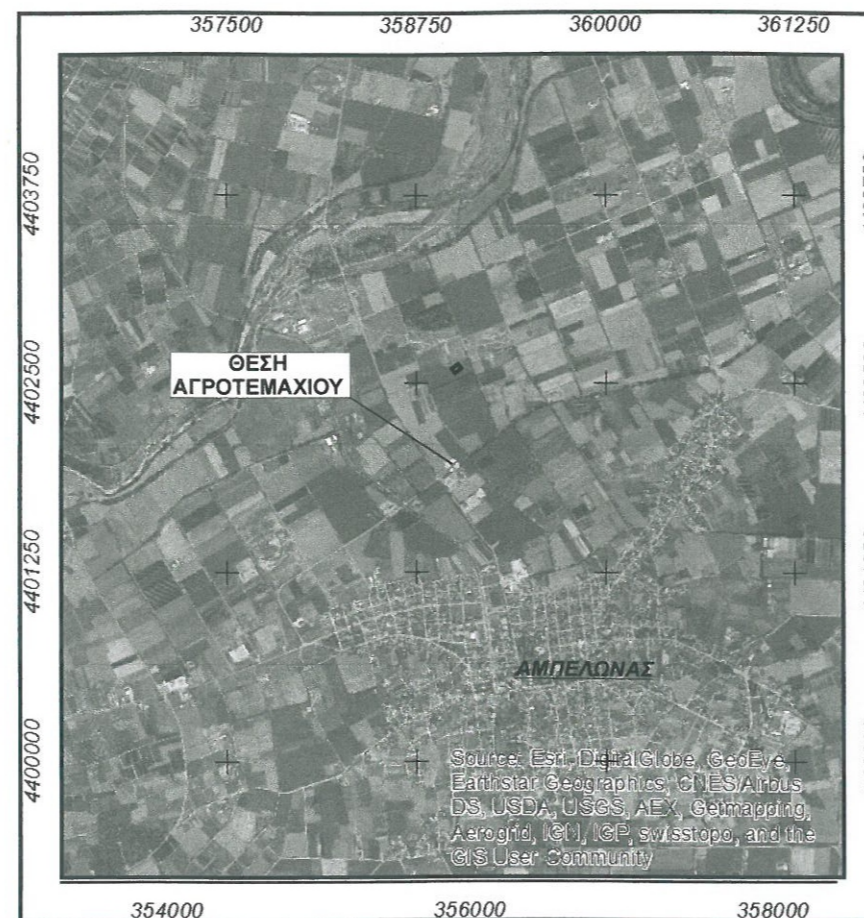 357500 358750 360000 361250
4403750
4402500
4401250
4400000
ΘΕΣΗ
ΑΓΡΟΤΕΜΑΧΙΟΥ
ΑΜΠΕΛΩΝΑΣ
Source: Esri, DigitalGlobe, GeoEye,
Earthstar Geographics, CNES/Airbus
DS, USDA, USGS, AEX, Getmapping,
Aerogrid, IGN, IGP, swisstopo, and the
GIS User Community
354000 356000 358000